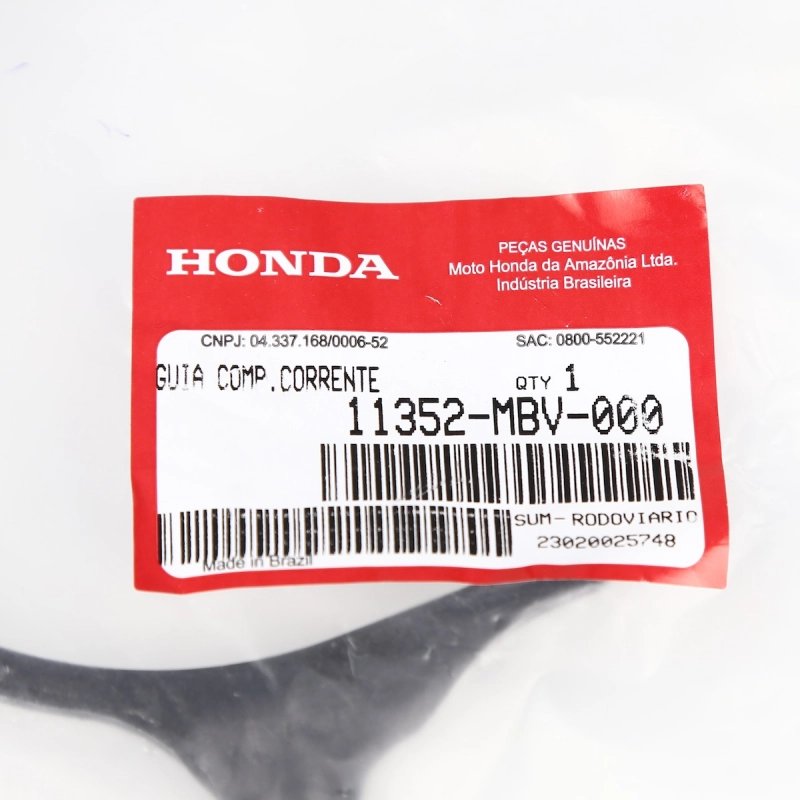 HONDA
PEÇAS GENUÍNAS
Moto Honda da Amazônia Ltda.
Indústria Brasileira
CNPJ: 04.337.168/0006-52 SAC: 0800-552221
GUIA COMP.CORRENTE QTY 1
11352-MBV-000
SUM-RODOVIARIO
23020025748
Made in Brazil